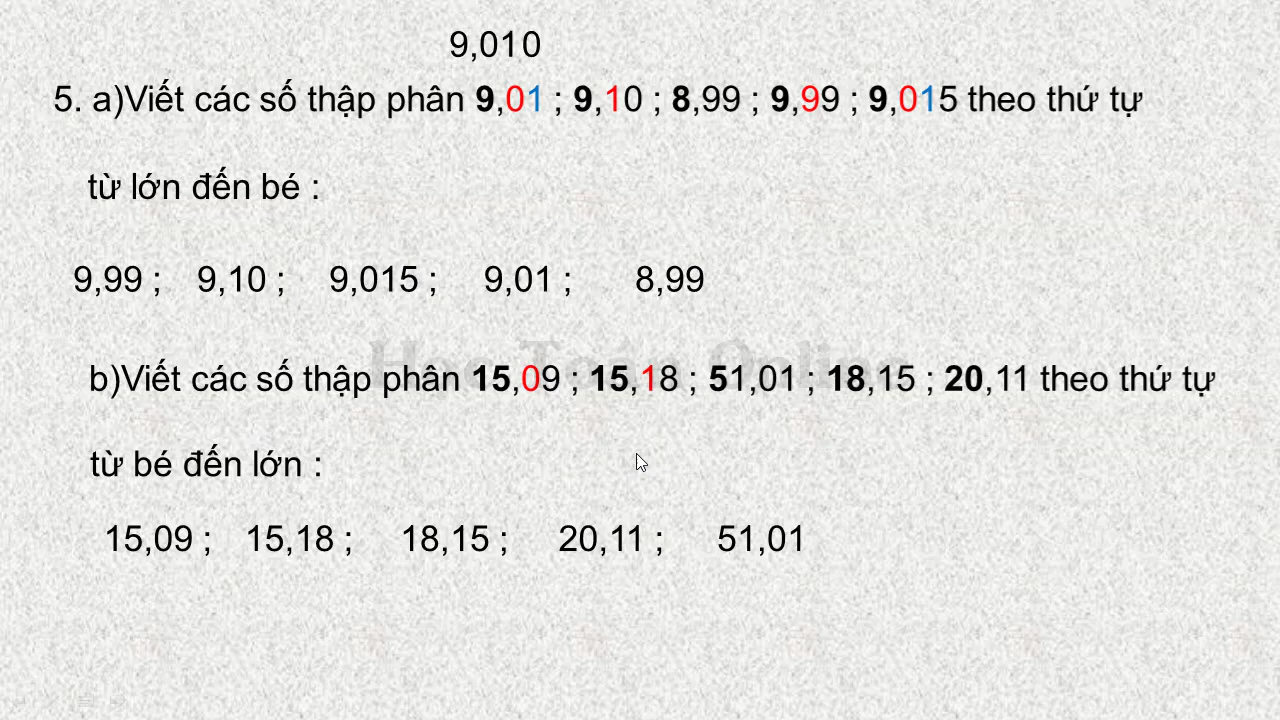 9,010
5. a)Viết các số thập phân 9,01 ; 9,10 ; 8,99 ; 9,99 ; 9,015 theo thứ tự
từ lớn đến bé :
9,99 ; 9,10 ; 9,015 ; 9,01 ; 8,99
Học Toán Online
b)Viết các số thập phân 15,09 ; 15,18 ; 51,01 ; 18,15 ; 20,11 theo thứ tự
từ bé đến lớn :
15,09 ; 15,18 ; 18,15 ; 20,11 ; 51,01